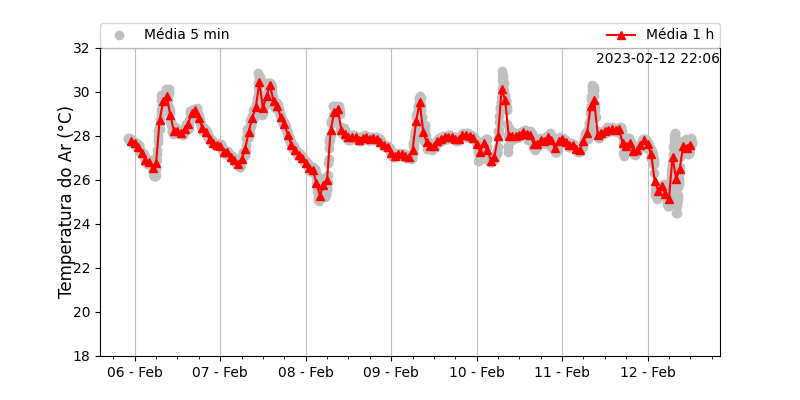 Média 5 min
Média 1 h
2023-02-12 22:06
Temperatura do Ar (°C)
32
30
28
26
24
22
20
18
06 - Feb
07 - Feb
08 - Feb
09 - Feb
10 - Feb
11 - Feb
12 - Feb